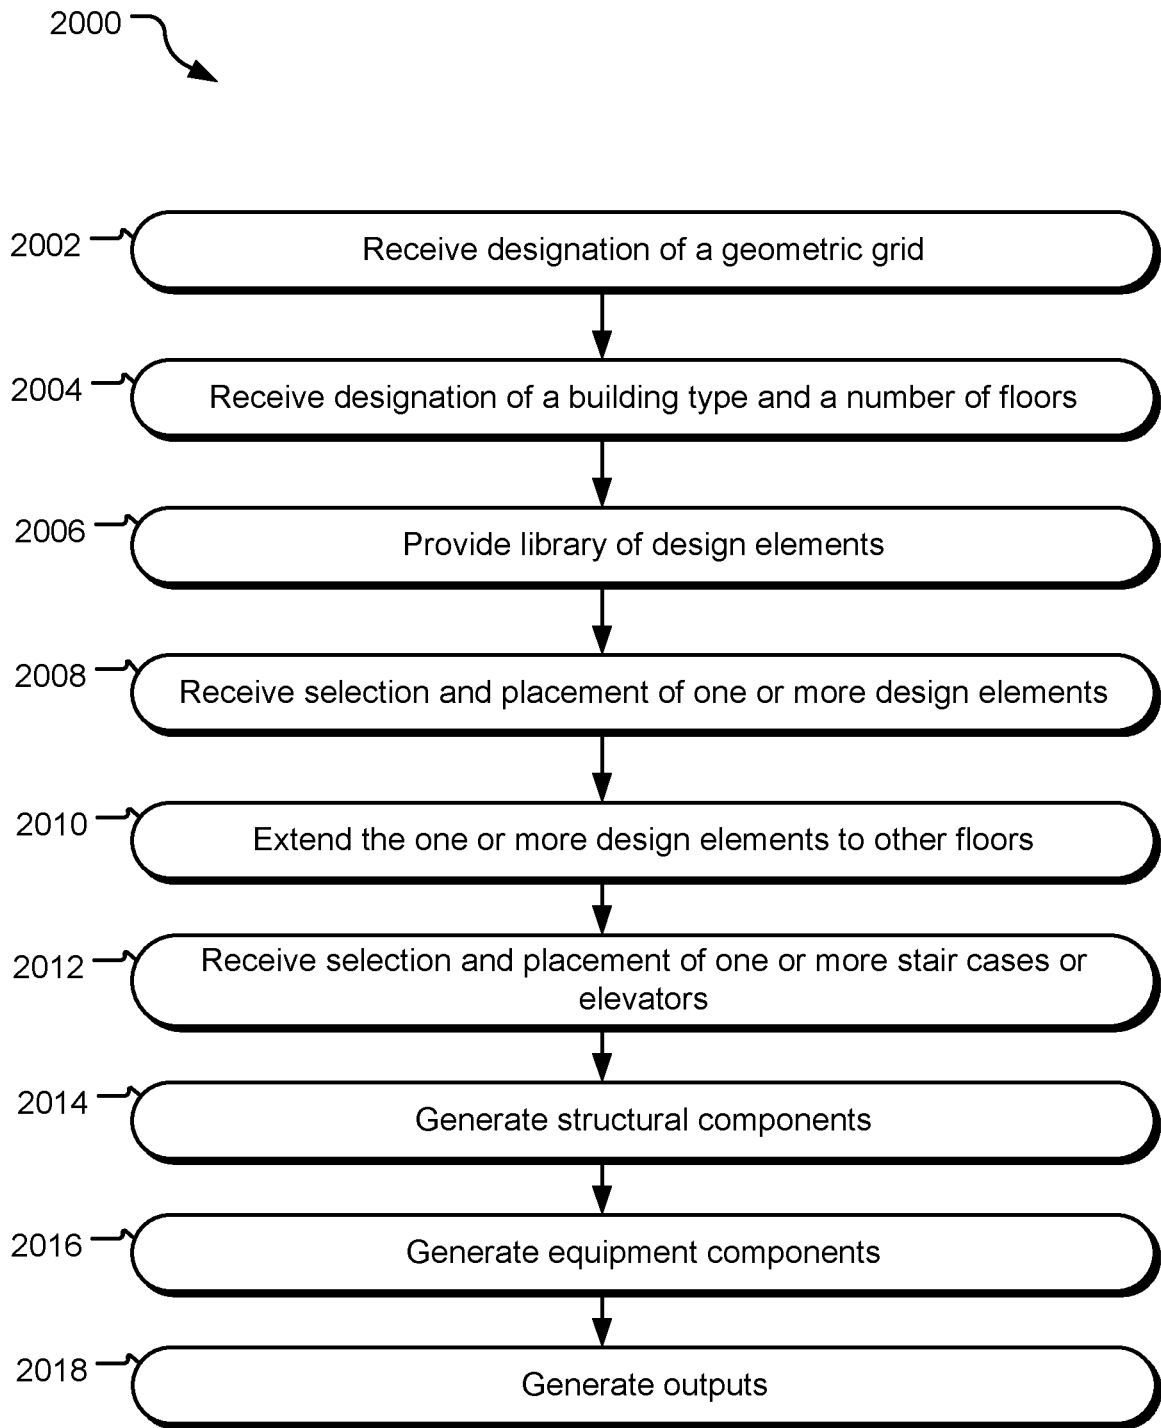 2000
2002
Receive designation of a geometric grid
2004
Receive designation of a building type and a number of floors
2006
Provide library of design elements
2008
Receive selection and placement of one or more design elements
2010
Extend the one or more design elements to other floors
2012
Receive selection and placement of one or more stair cases or
elevators
2014
Generate structural components
2016
Generate equipment components
2018
Generate outputs